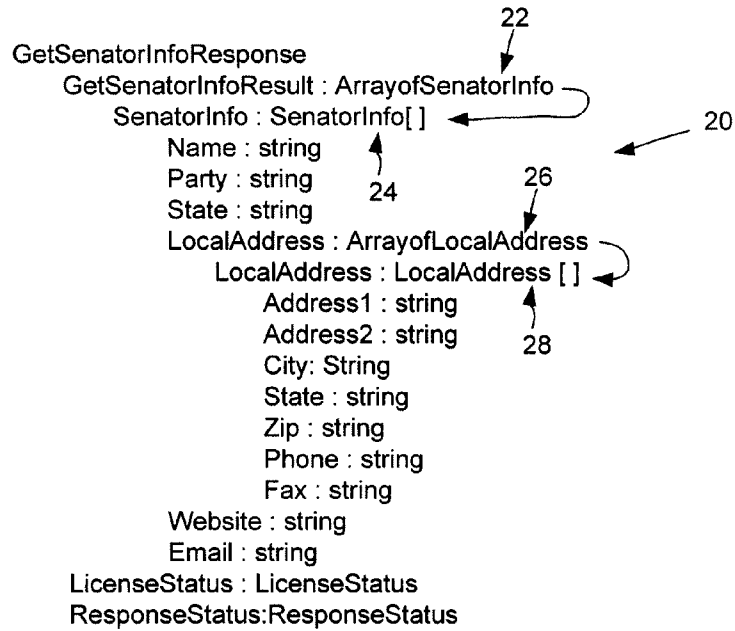 22
GetSenatorInfoResponse
GetSenatorInfoResult : ArrayofSenatorInfo
SenatorInfo : SenatorInfo[ ]
20
Name : string
Party : string
24
State : string
26
LocalAddress : ArrayofLocalAddress
LocalAddress : LocalAddress [ ]
Address1 : string
Address2 : string
28
City: String
State : string
Zip : string
Phone : string
Fax : string
Website : string
Email : string
LicenseStatus : LicenseStatus
ResponseStatus:ResponseStatus